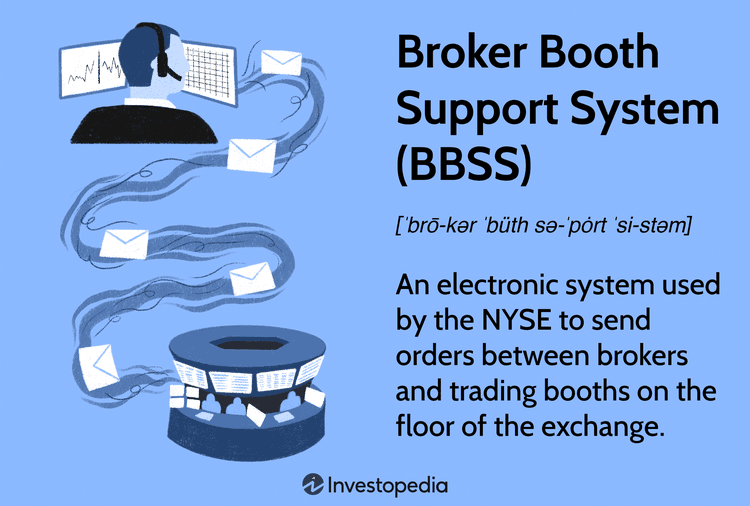 Broker Booth
Support System
(BBSS)
[ˈbrō-kər ˈbüth sə-ˈpȯrt ˈsi-stəm]
An electronic system used
by the NYSE to send
orders between brokers
and trading booths on the
floor of the exchange.
Investopedia